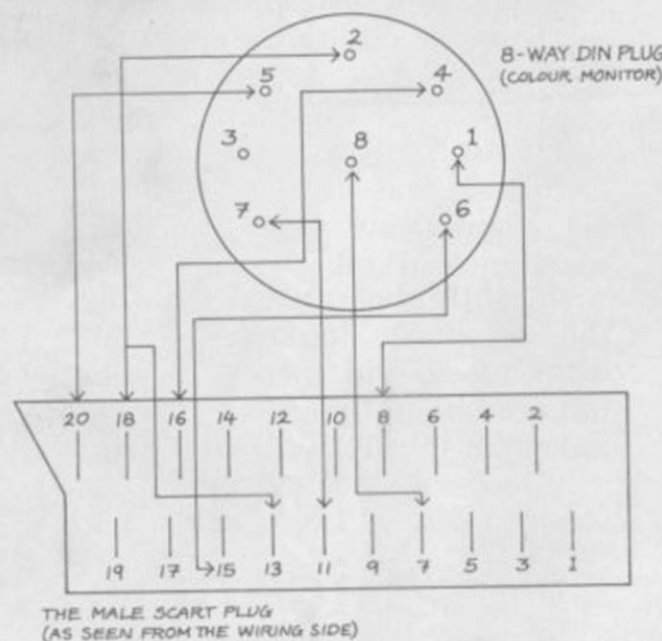 2
8-WAY DIN PLUG
(COLOUR MONITOR)
5
4
3
8
1
7
6
20 18 16 14 12 10 8 6 4 2
19 17 15 13 11 9 7 5 3 1
THE MALE SCART PLUG
(AS SEEN FROM THE WIRING SIDE)